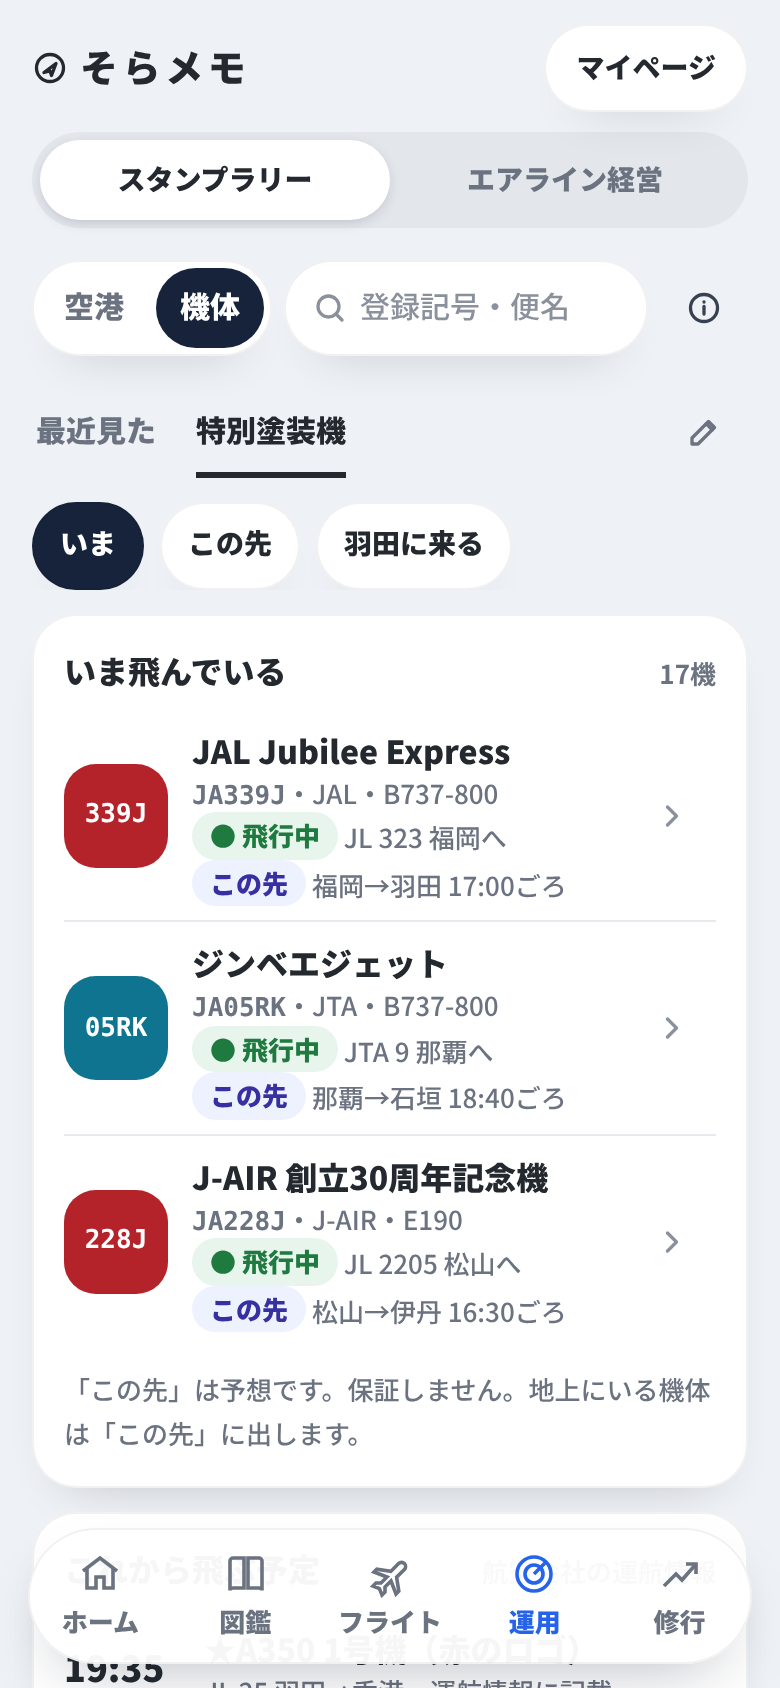 そらメモ
マイページ
スタンプラリー
エアライン経営
空港
機体
登録記号・便名
最近見た
特別塗装機
いま
この先
羽田に来る
いま飛んでいる
17機
JAL Jubilee Express
339J
JA339J・JAL・B737-800
飛行中 JL 323 福岡へ
この先 福岡→羽田 17:00ごろ
ジンベエジェット
05RK
JA05RK・JTA・B737-800
飛行中 JTA 9 那覇へ
この先 那覇→石垣 18:40ごろ
J-AIR 創立30周年記念機
228J
JA228J・J-AIR・E190
飛行中 JL 2205 松山へ
この先 松山→伊丹 16:30ごろ
「この先」は予想です。保証しません。地上にいる機体
は「この先」に出します。
ホーム
図鑑
フライト
運用
修行
19:35
★A350 1号機（赤のロゴ）